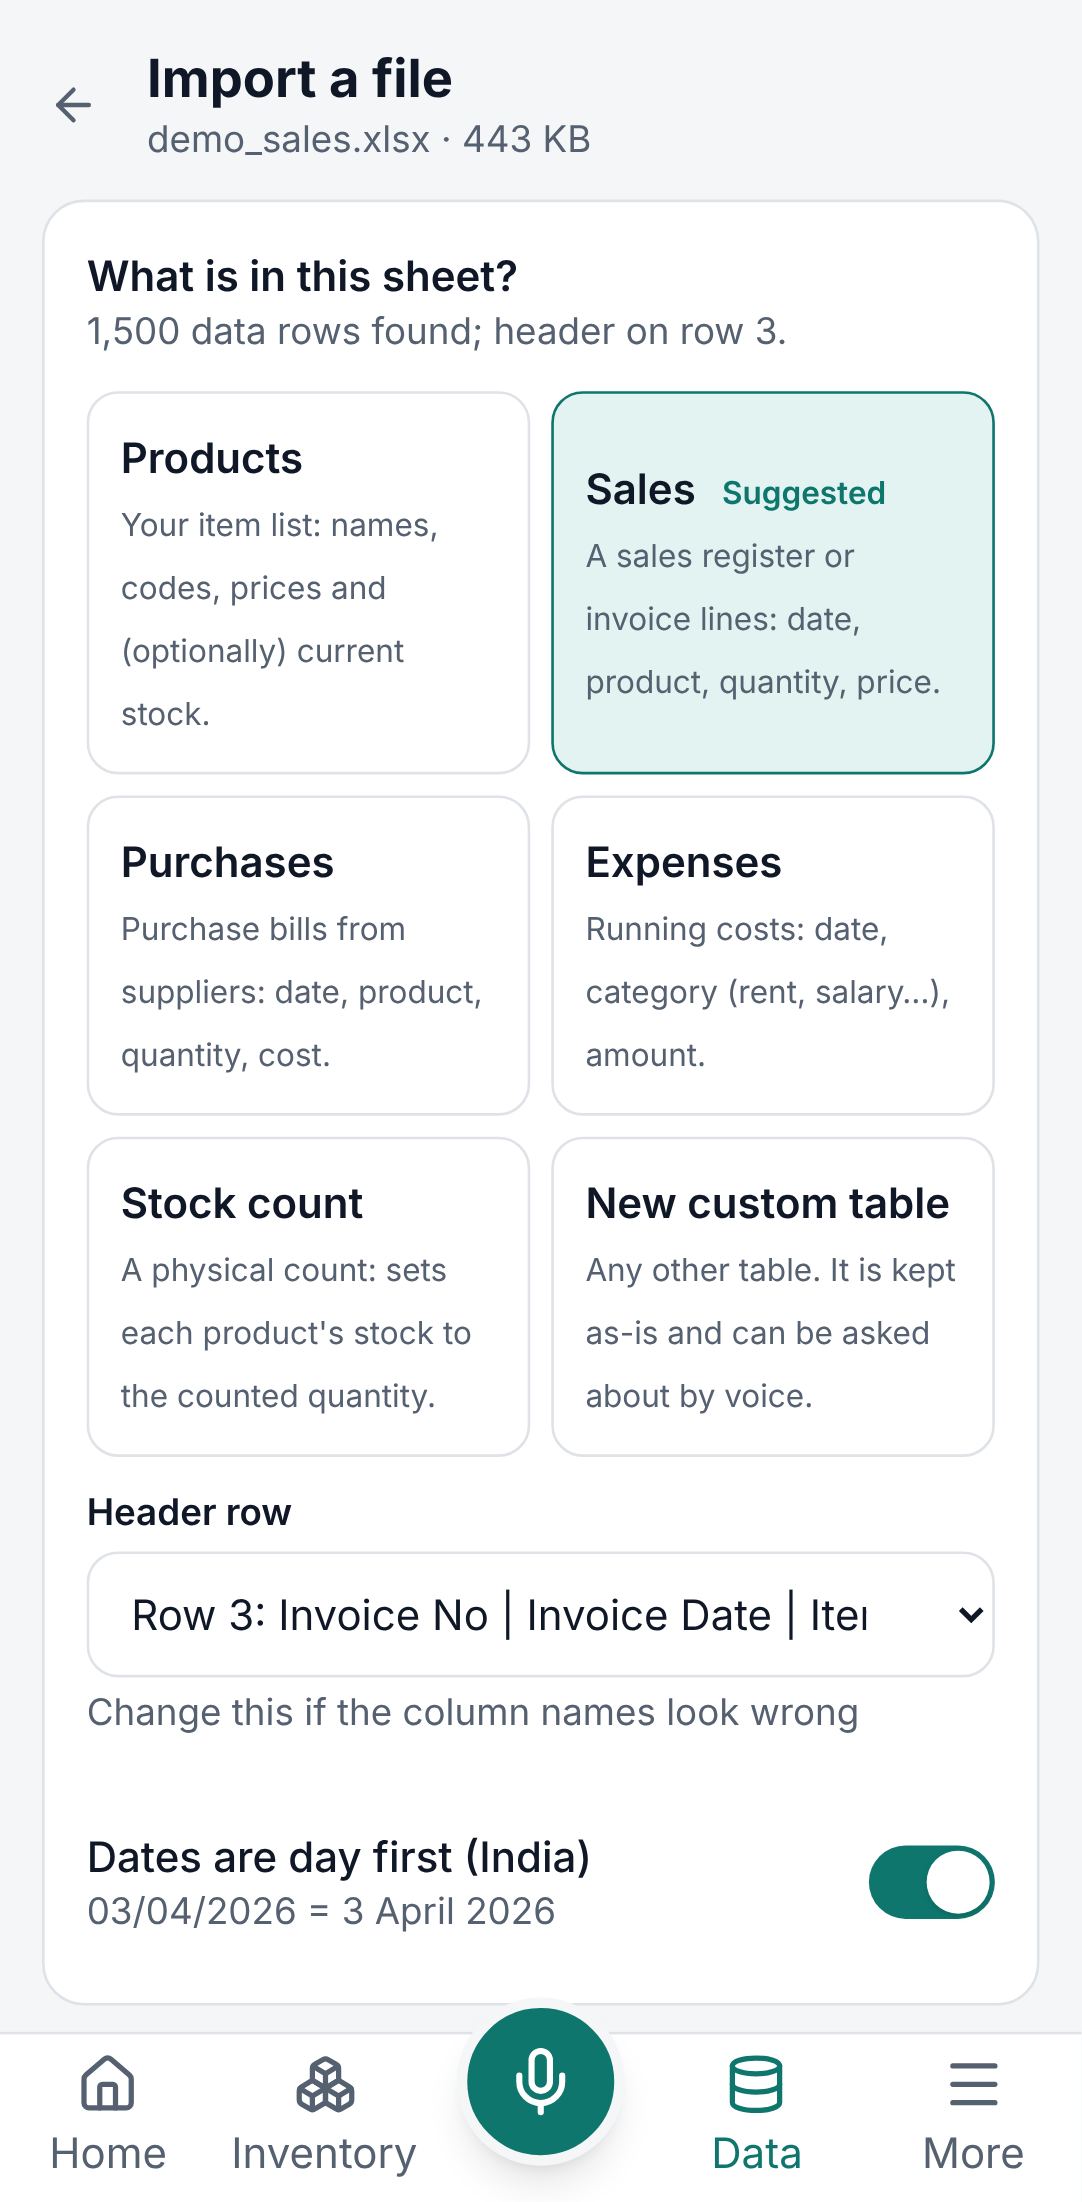 Import a file
demo_sales.xlsx · 443 KB
What is in this sheet?
1,500 data rows found; header on row 3.
Products
Your item list: names,
codes, prices and
(optionally) current
stock.
Sales Suggested
A sales register or
invoice lines: date,
product, quantity, price.
Purchases
Purchase bills from
suppliers: date, product,
quantity, cost.
Expenses
Running costs: date,
category (rent, salary...),
amount.
Stock count
A physical count: sets
each product's stock to
the counted quantity.
New custom table
Any other table. It is kept
as-is and can be asked
about by voice.
Header row
Row 3: Invoice No | Invoice Date |
Change this if the column names look wrong
Dates are day first (India)
03/04/2026 = 3 April 2026
Home
Inventory
Data
More